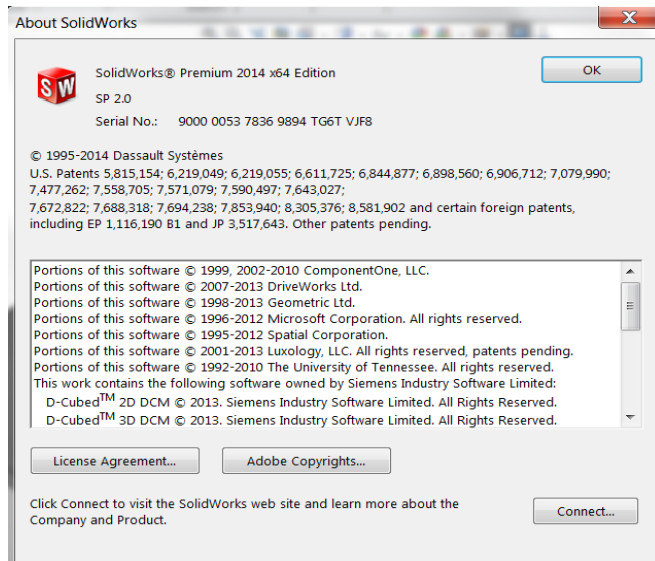 About SolidWorks
SW
SolidWorks® Premium 2014 x64 Edition
OK
SP 2.0
Serial No.: 9000 0053 7836 9894 TG6T VJF8
© 1995-2014 Dassault Systèmes
U.S. Patents 5,815,154; 6,219,049; 6,219,055; 6,611,725; 6,844,877; 6,898,560; 6,906,712; 7,079,990;
7,477,262; 7,558,705; 7,571,079; 7,590,497; 7,643,027;
7,672,822; 7,688,318; 7,694,238; 7,853,940; 8,305,376; 8,581,902 and certain foreign patents,
including EP 1,116,190 B1 and JP 3,517,643. Other patents pending.
Portions of this software © 1999, 2002-2010 ComponentOne, LLC.
Portions of this software © 2007-2013 DriveWorks Ltd.
Portions of this software © 1998-2013 Geometric Ltd.
Portions of this software © 1996-2012 Microsoft Corporation. All rights reserved.
Portions of this software © 1995-2012 Spatial Corporation.
Portions of this software © 2001-2013 Luxology, LLC. All rights reserved, patents pending.
Portions of this software © 1992-2010 The University of Tennessee. All rights reserved.
This work contains the following software owned by Siemens Industry Software Limited:
D-Cubed™ 2D DCM © 2013. Siemens Industry Software Limited. All Rights Reserved.
D-Cubed™ 3D DCM © 2013. Siemens Industry Software Limited. All Rights Reserved.
License Agreement...
Adobe Copyrights...
Click Connect to visit the SolidWorks web site and learn more about the
Company and Product.
Connect...